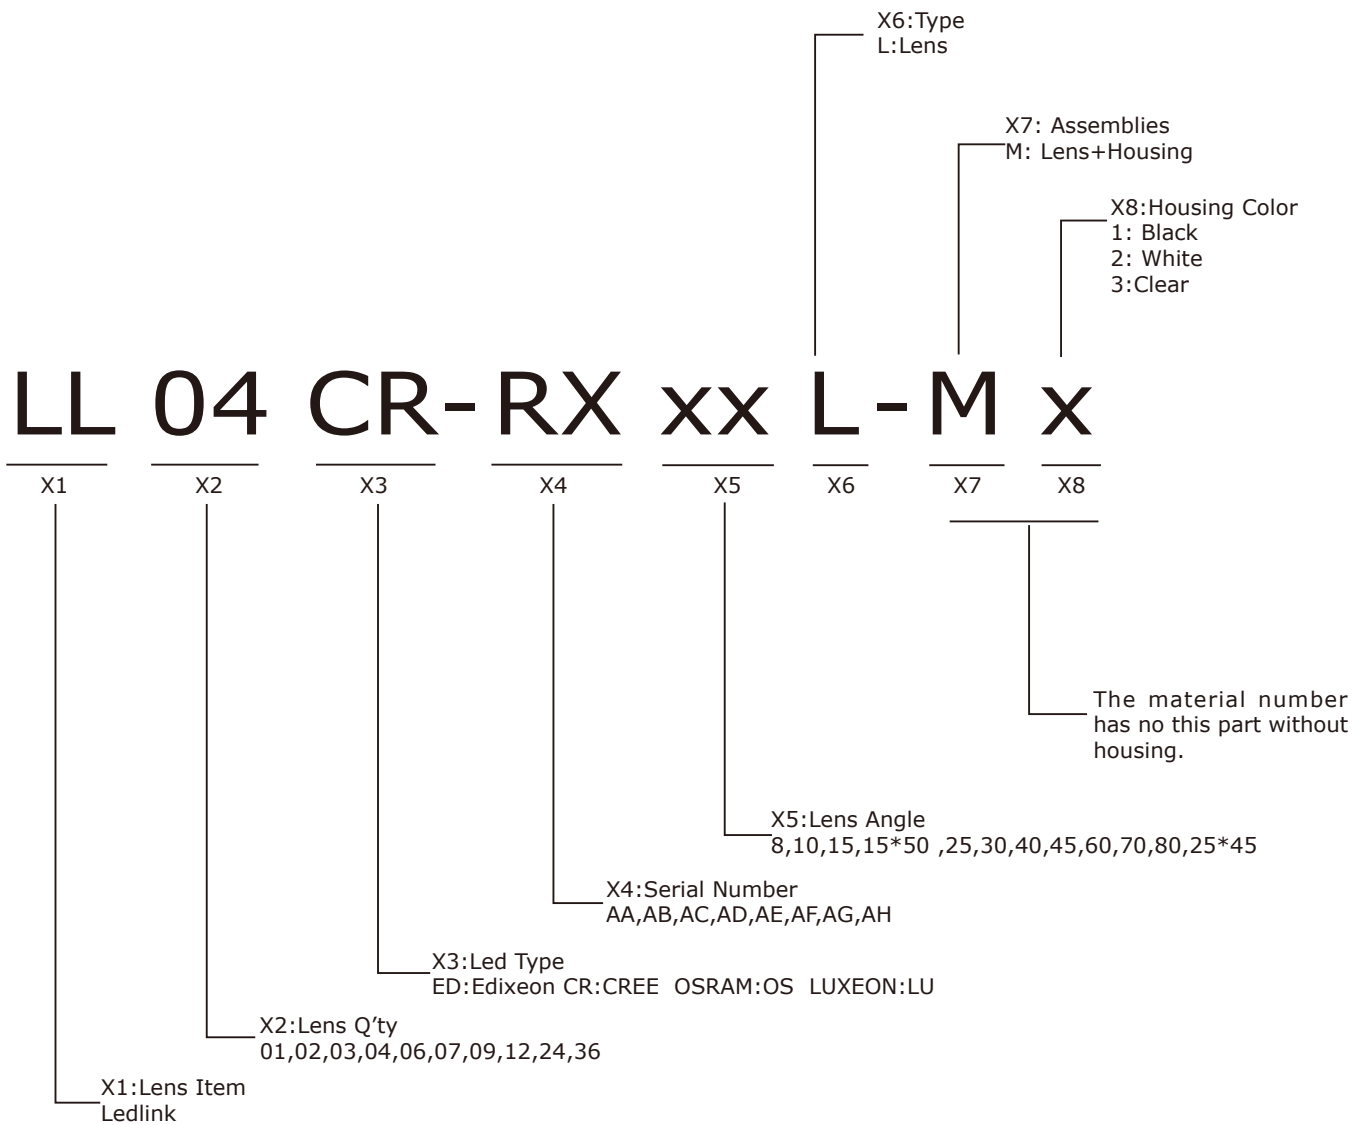 X6:Type
L:Lens
X7: Assemblies
M: Lens+Housing
X8:Housing Color
1: Black
2: White
3:Clear
LL 04 CR-RX xx L-M x
X1 X2 X3 X4 X5 X6 X7 X8
The material number
has no this part without
housing.
X5:Lens Angle
8,10,15,15*50 ,25,30,40,45,60,70,80,25*45
X4:Serial Number
AA,AB,AC,AD,AE,AF,AG,AH
X3:Led Type
ED:Edixeon CR:CREE OSRAM:OS LUXEON:LU
X2:Lens Q’ty
01,02,03,04,06,07,09,12,24,36
X1:Lens Item
Ledlink